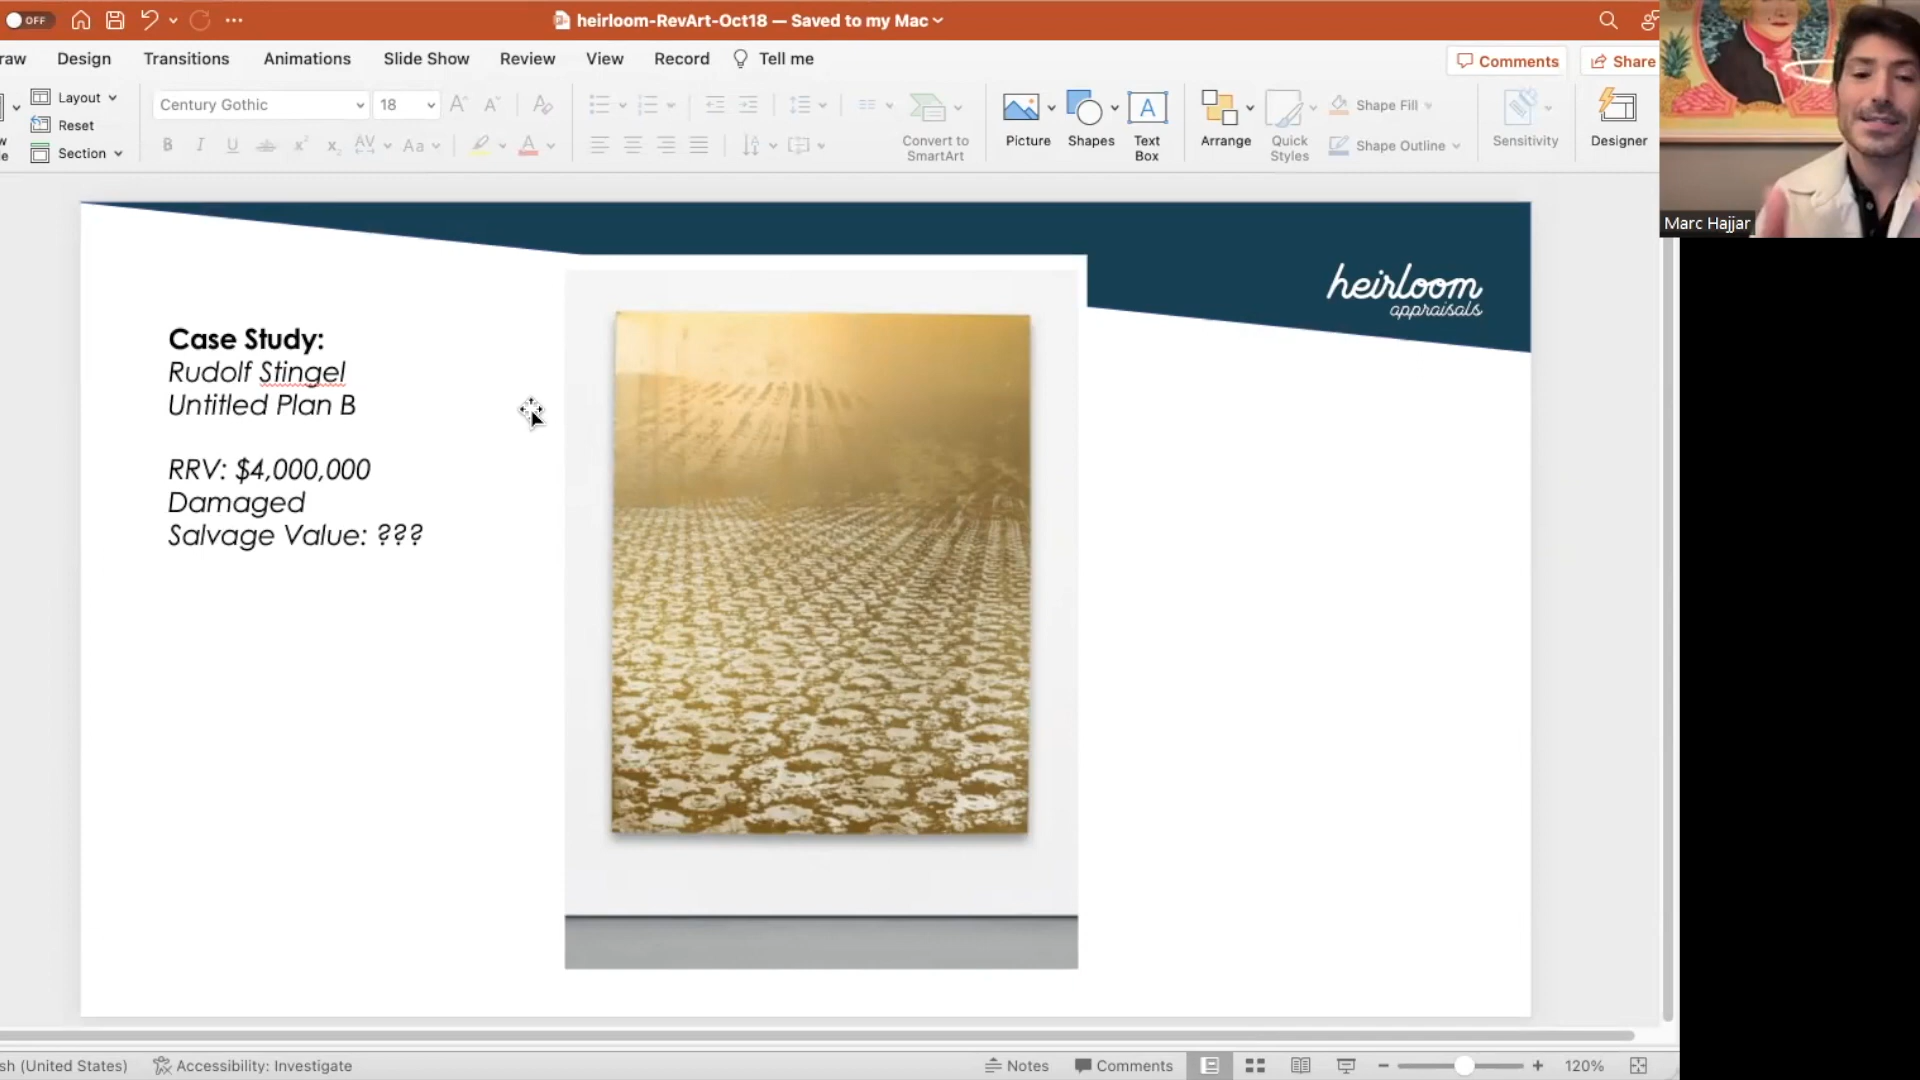 OFF
heirloom-RevArt-Oct18 — Saved to my Mac
raw
Design
Transitions
Animations
Slide Show
Review
View
Record
Tell me
Comments
Share
Layout
Reset
Section
Century Gothic
18
Convert to
SmartArt
Picture
Shapes
Text
Box
Arrange
Quick
Styles
Shape Fill
Shape Outline
Sensitivity
Designer
Marc Hajjar
heirloom
appraisals
Case Study:
Rudolf Stingel
Untitled Plan B
RRV: $4,000,000
Damaged
Salvage Value: ???
sh (United States)
Accessibility: Investigate
Notes
Comments
120%